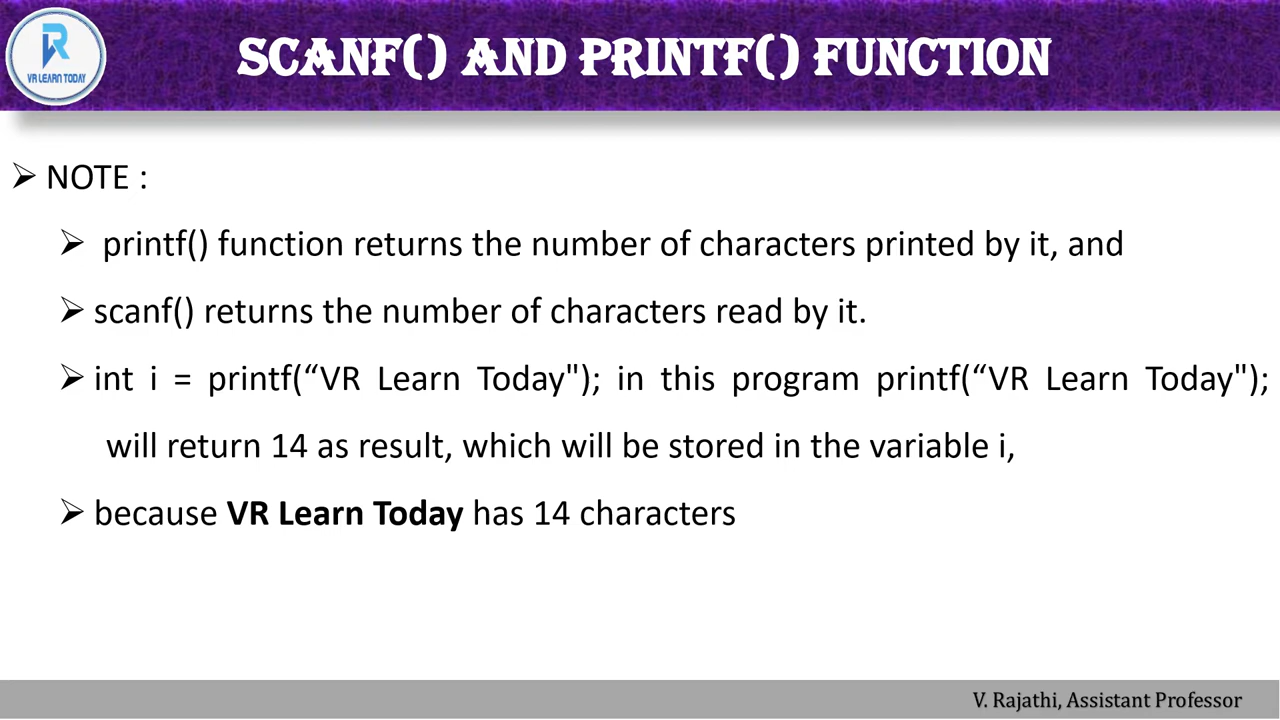 VR LEARN TODAY
SCANF() AND PRINTF() FUNCTION
➢ NOTE :
➢ printf() function returns the number of characters printed by it, and
➢ scanf() returns the number of characters read by it.
➢ int i = printf(“VR Learn Today"); in this program printf(“VR Learn Today");
will return 14 as result, which will be stored in the variable i,
➢ because VR Learn Today has 14 characters
V. Rajathi, Assistant Professor